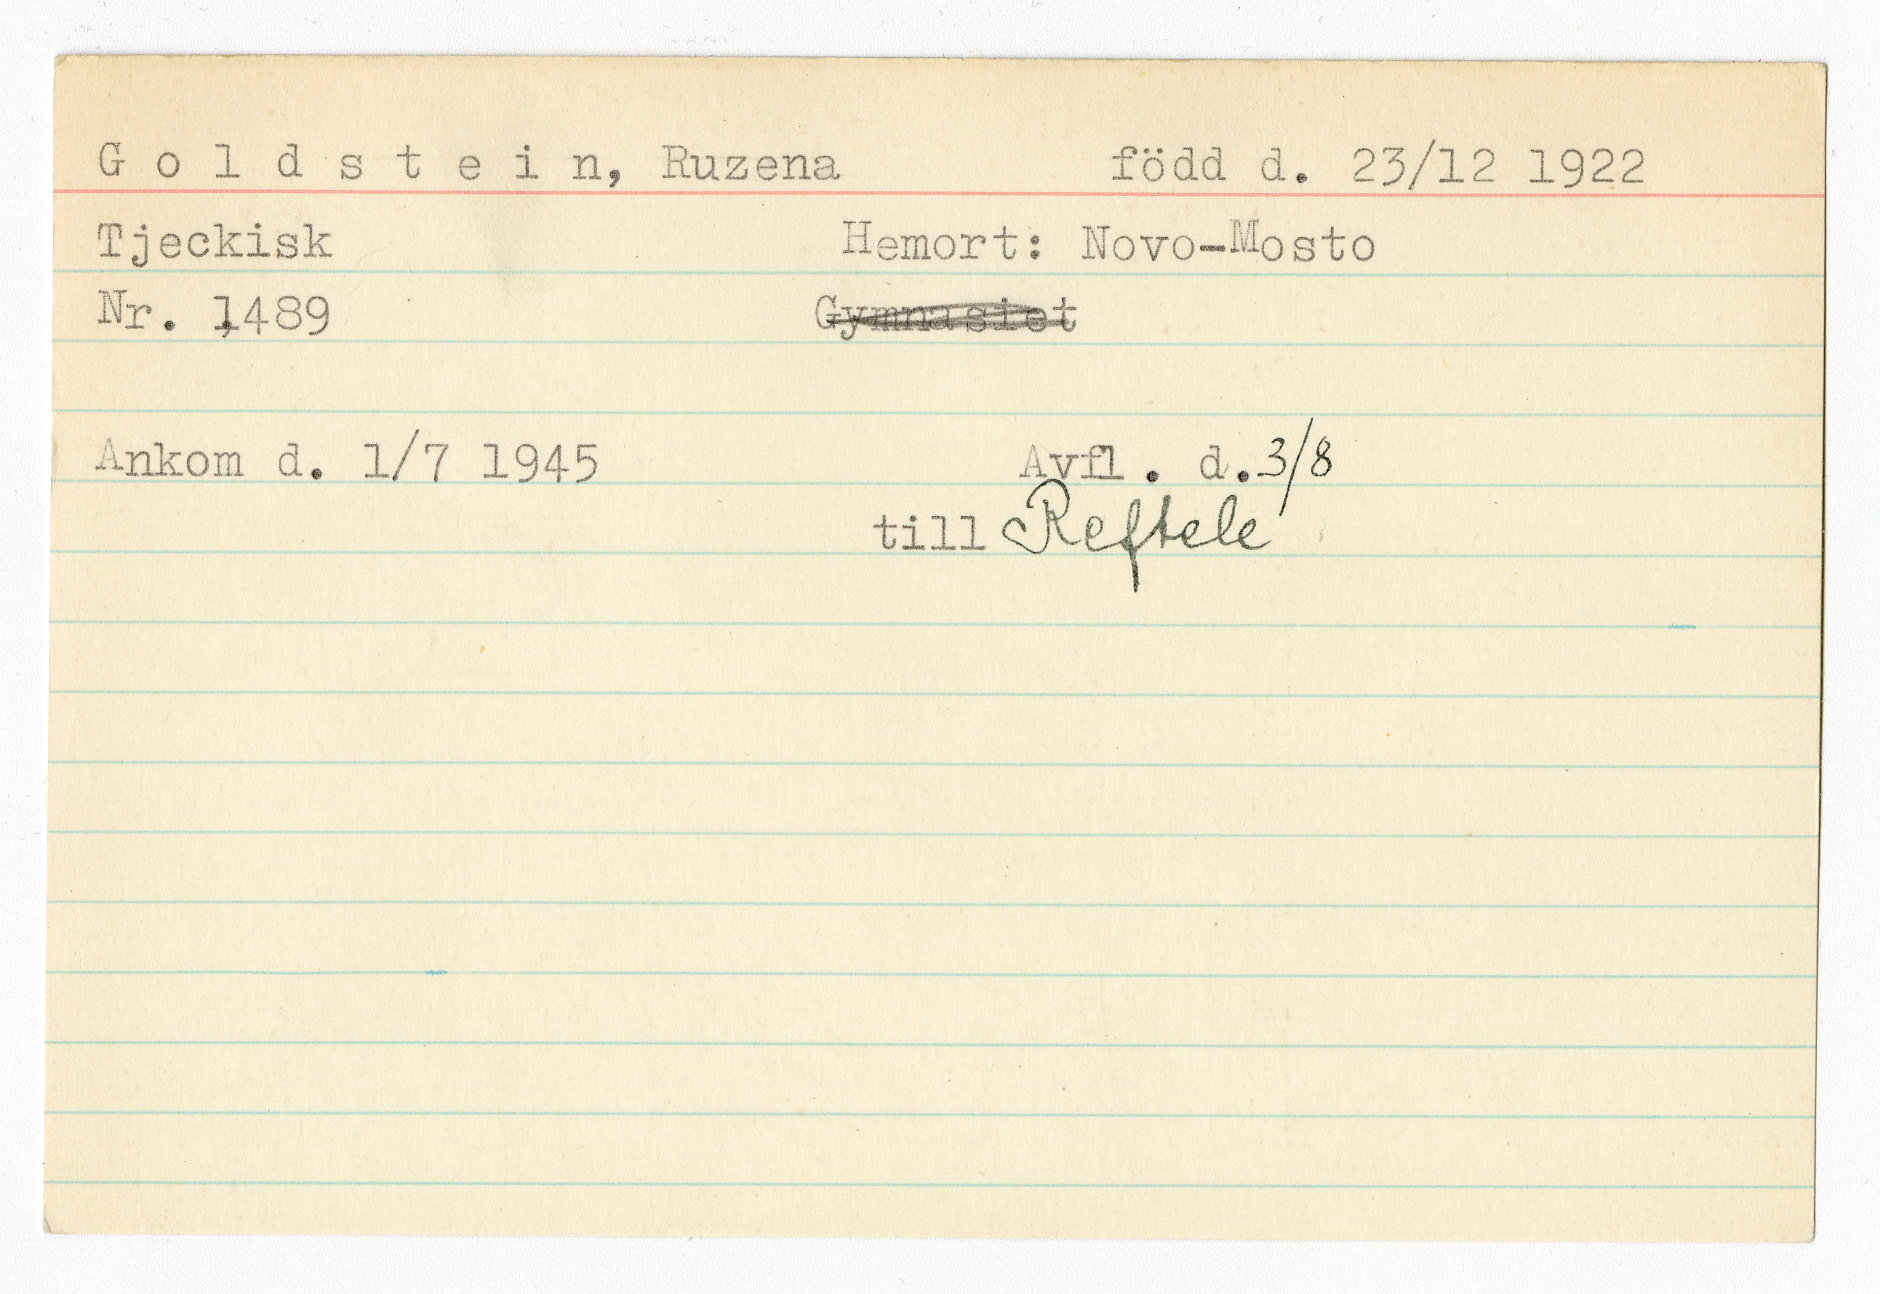 G o l d s t e i n, Ruzena född d. 23/12 1922
Tjeckisk Hemort: Novo-Mosto
Nr. 1489 Gymnasiet
Ankom d. 1/7 1945 Avfl. d. 3/8
till Reftele